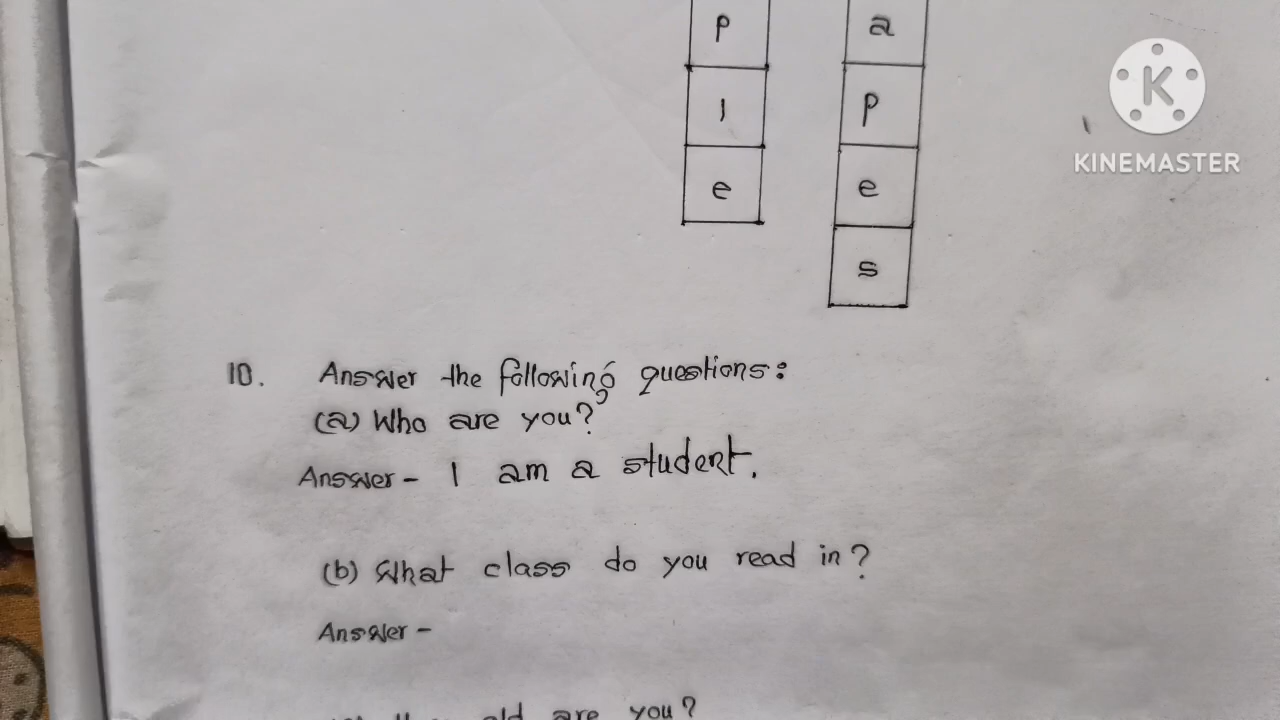 p a
l p
e e
s
KINEMASTER
10. Answer the following questions:
(a) Who are you?
Answer - I am a student.
(b) What class do you read in?
Answer -
old are you?